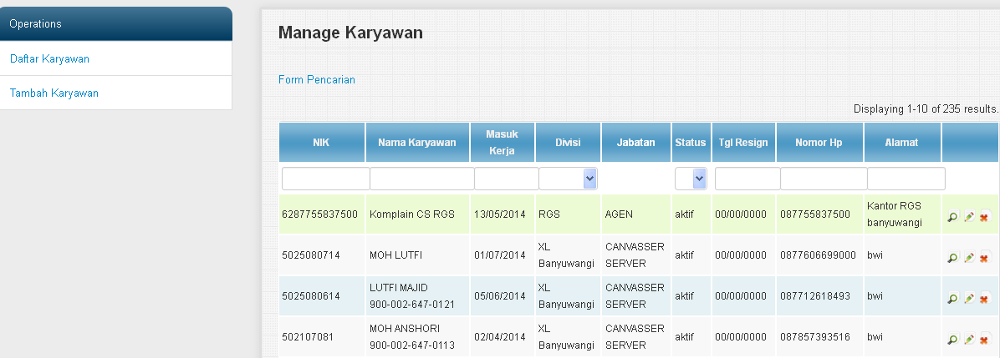 Operations
Daftar Karyawan
Tambah Karyawan
Manage Karyawan
Form Pencarian
Displaying 1-10 of 235 results.
NIK Nama Karyawan Masuk Kerja Divisi Jabatan Status Tgl Resign Nomor Hp Alamat
6287755837500 Komplain CS RGS 13/05/2014 RGS AGEN aktif 00/00/0000 087755837500 Kantor RGS banyuwangi
5025080714 MOH LUTFI 01/07/2014 XL Banyuwangi CANVASSER SERVER aktif 00/00/0000 0877606699000 bwi
5025080614 LUTFI MAJID 900-002-647-0121 05/06/2014 XL Banyuwangi CANVASSER SERVER aktif 00/00/0000 087712618493 bwi
502107081 MOH ANSHORI 900-002-647-0113 02/04/2014 XL Banyuwangi CANVASSER SERVER aktif 00/00/0000 087857393516 bwi